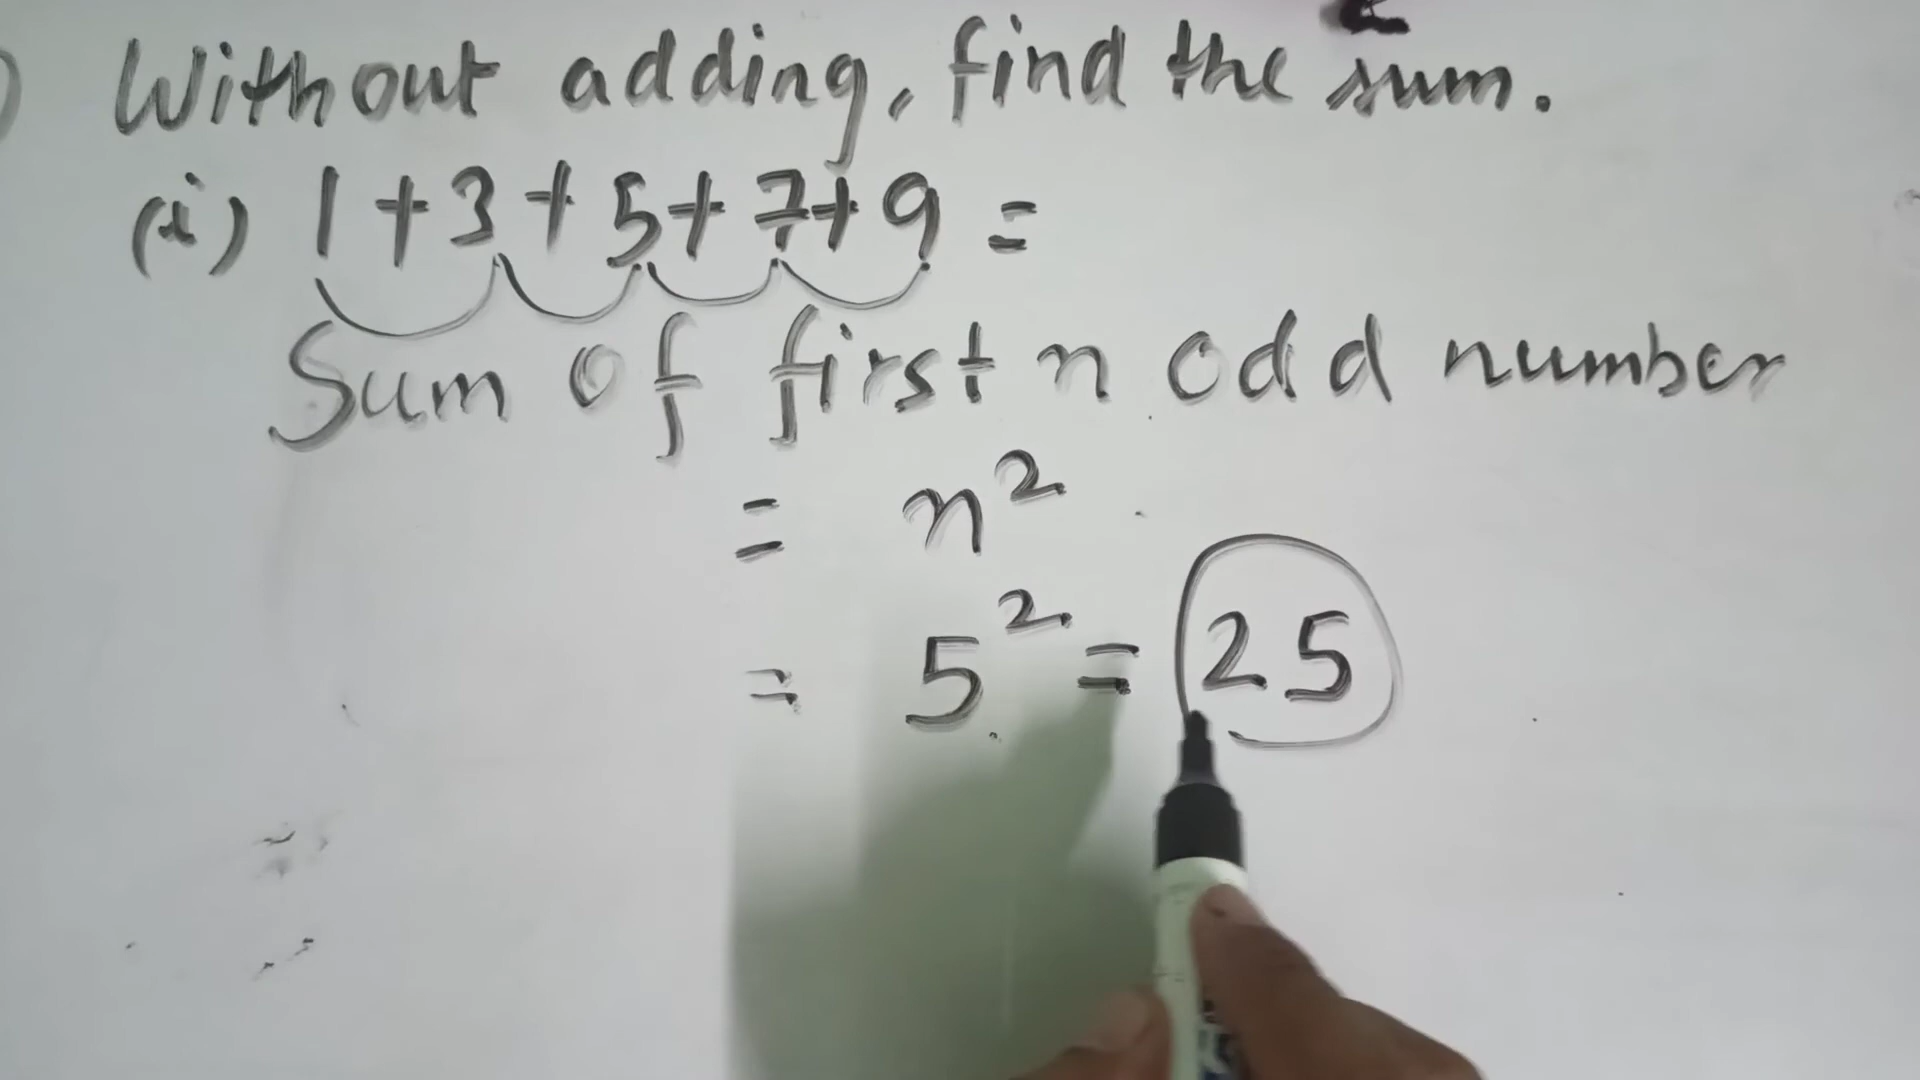 Without adding, find the sum.
(i) 1 + 3 + 5 + 7 + 9 =
Sum of first n odd number
= n²
= 5² = 25